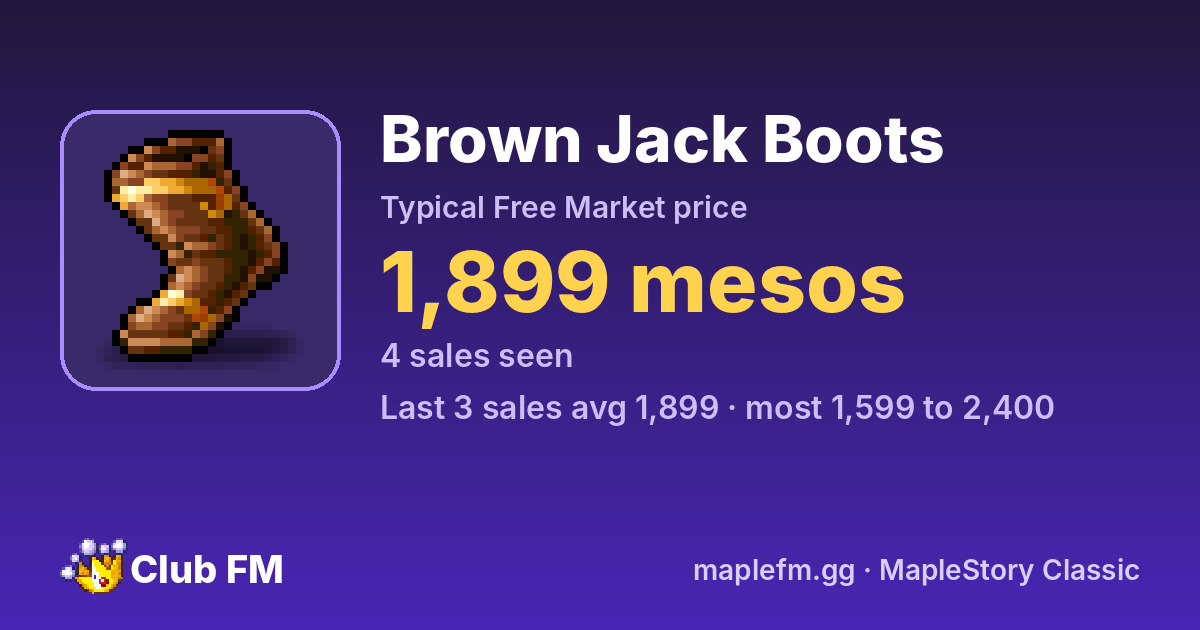 Brown Jack Boots
Typical Free Market price
1,899 mesos
4 sales seen
Last 3 sales avg 1,899 · most 1,599 to 2,400
Club FM
maplefm.gg · MapleStory Classic